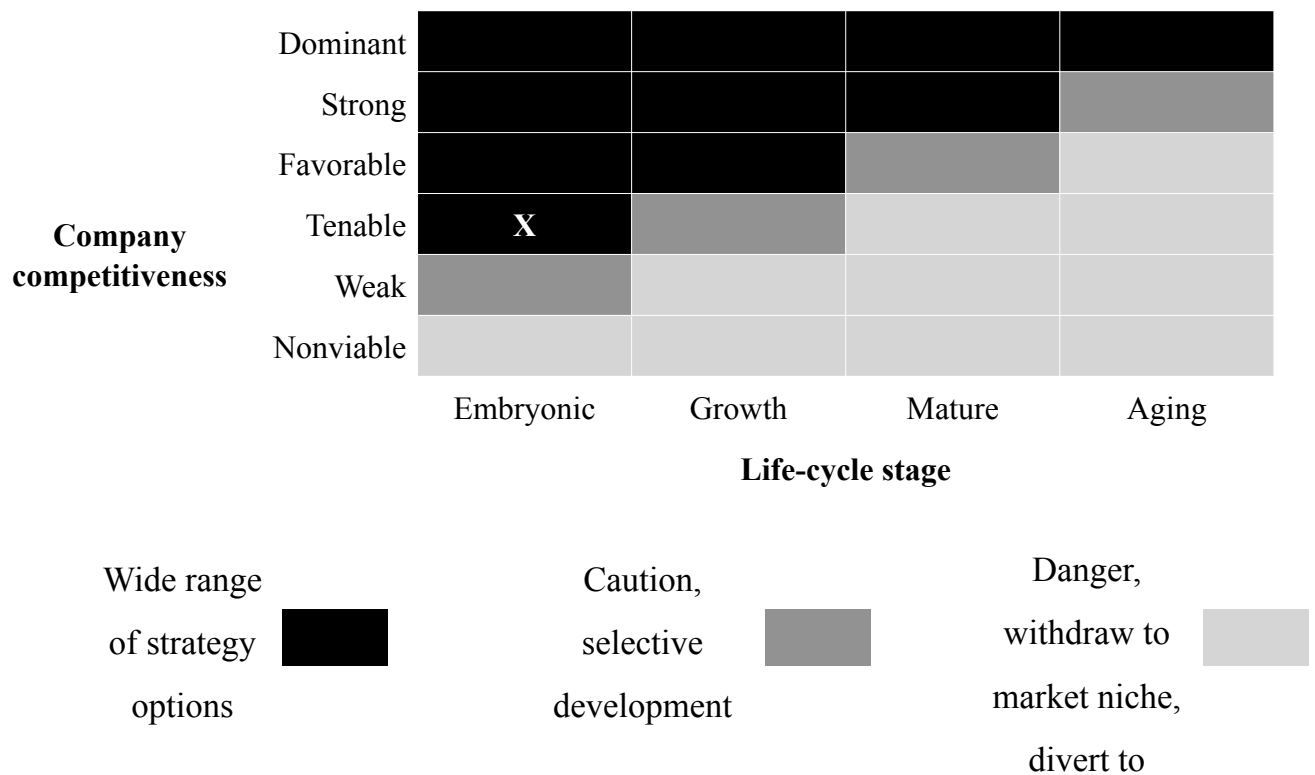 Dominant
Strong
Favorable
Tenable
X
Company
competitiveness
Weak
Nonviable
Embryonic Growth Mature Aging
Life-cycle stage
Wide range
of strategy
options
Caution,
selective
development
Danger,
withdraw to
market niche,
divert to